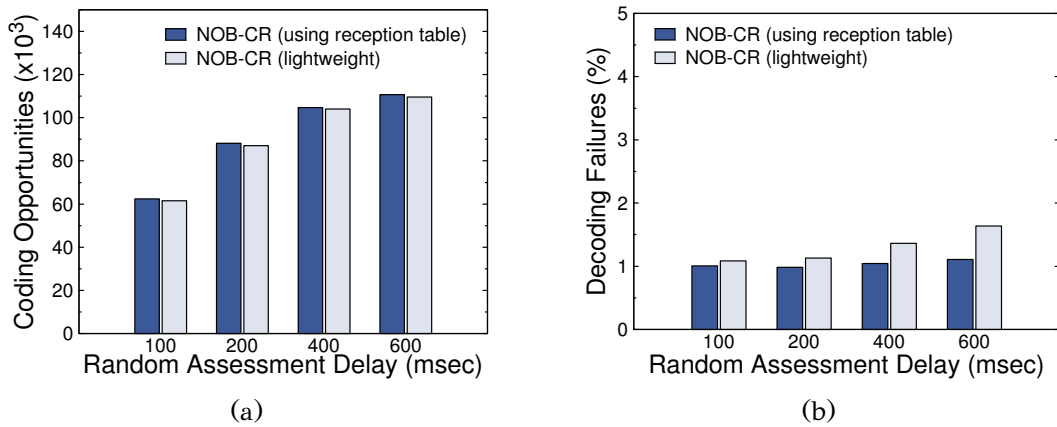 140
120
100
80
60
40
20
0
Coding Opportunities (x10³)
NOB-CR (using reception table)
NOB-CR (lightweight)
100 200 400 600
Random Assessment Delay (msec)
(a)
5
4
3
2
1
0
Decoding Failures (%)
NOB-CR (using reception table)
NOB-CR (lightweight)
100 200 400 600
Random Assessment Delay (msec)
(b)